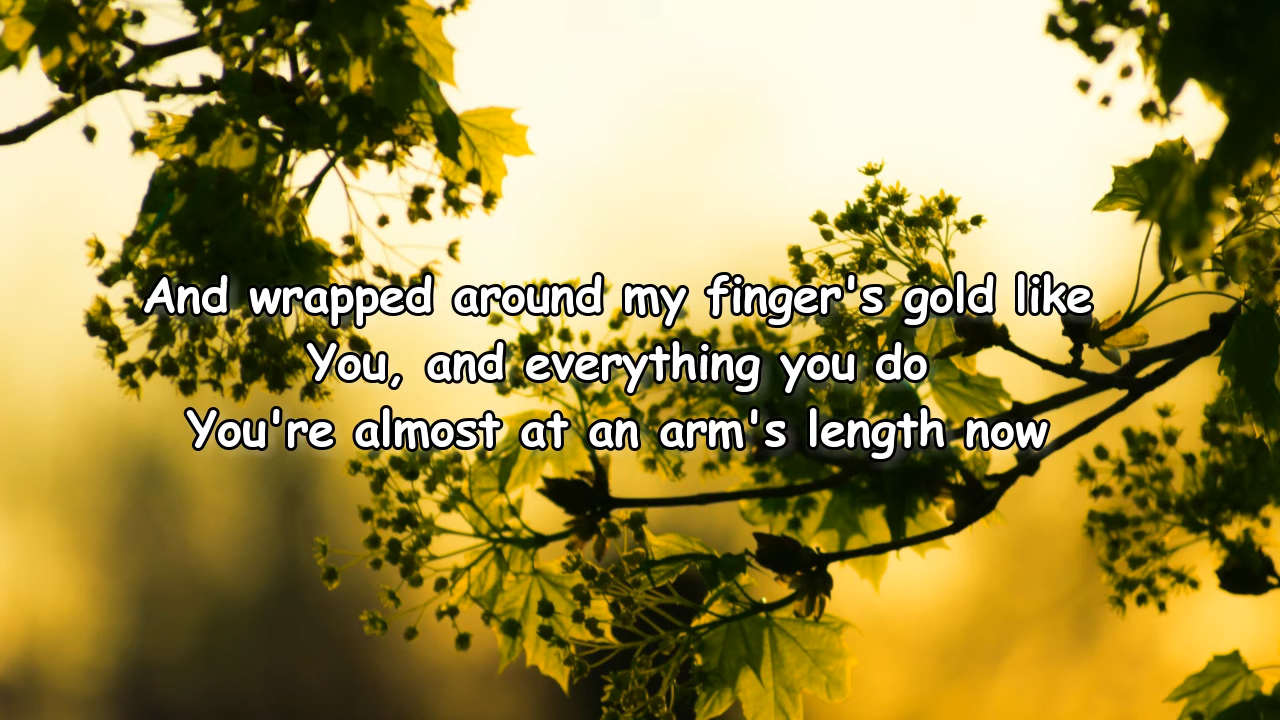 And wrapped around my finger's gold like
You, and everything you do
You're almost at an arm's length now